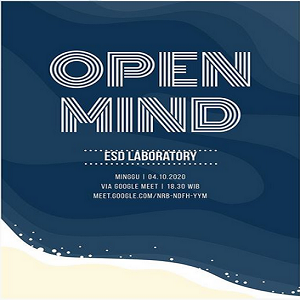 OPEN
MIND
ESD LABORATORY
MINGGU | 04.10.2020
VIA GOOGLE MEET | 18.30 WIB
MEET.GOOGLE.COM/NRB-NDFH-YYM